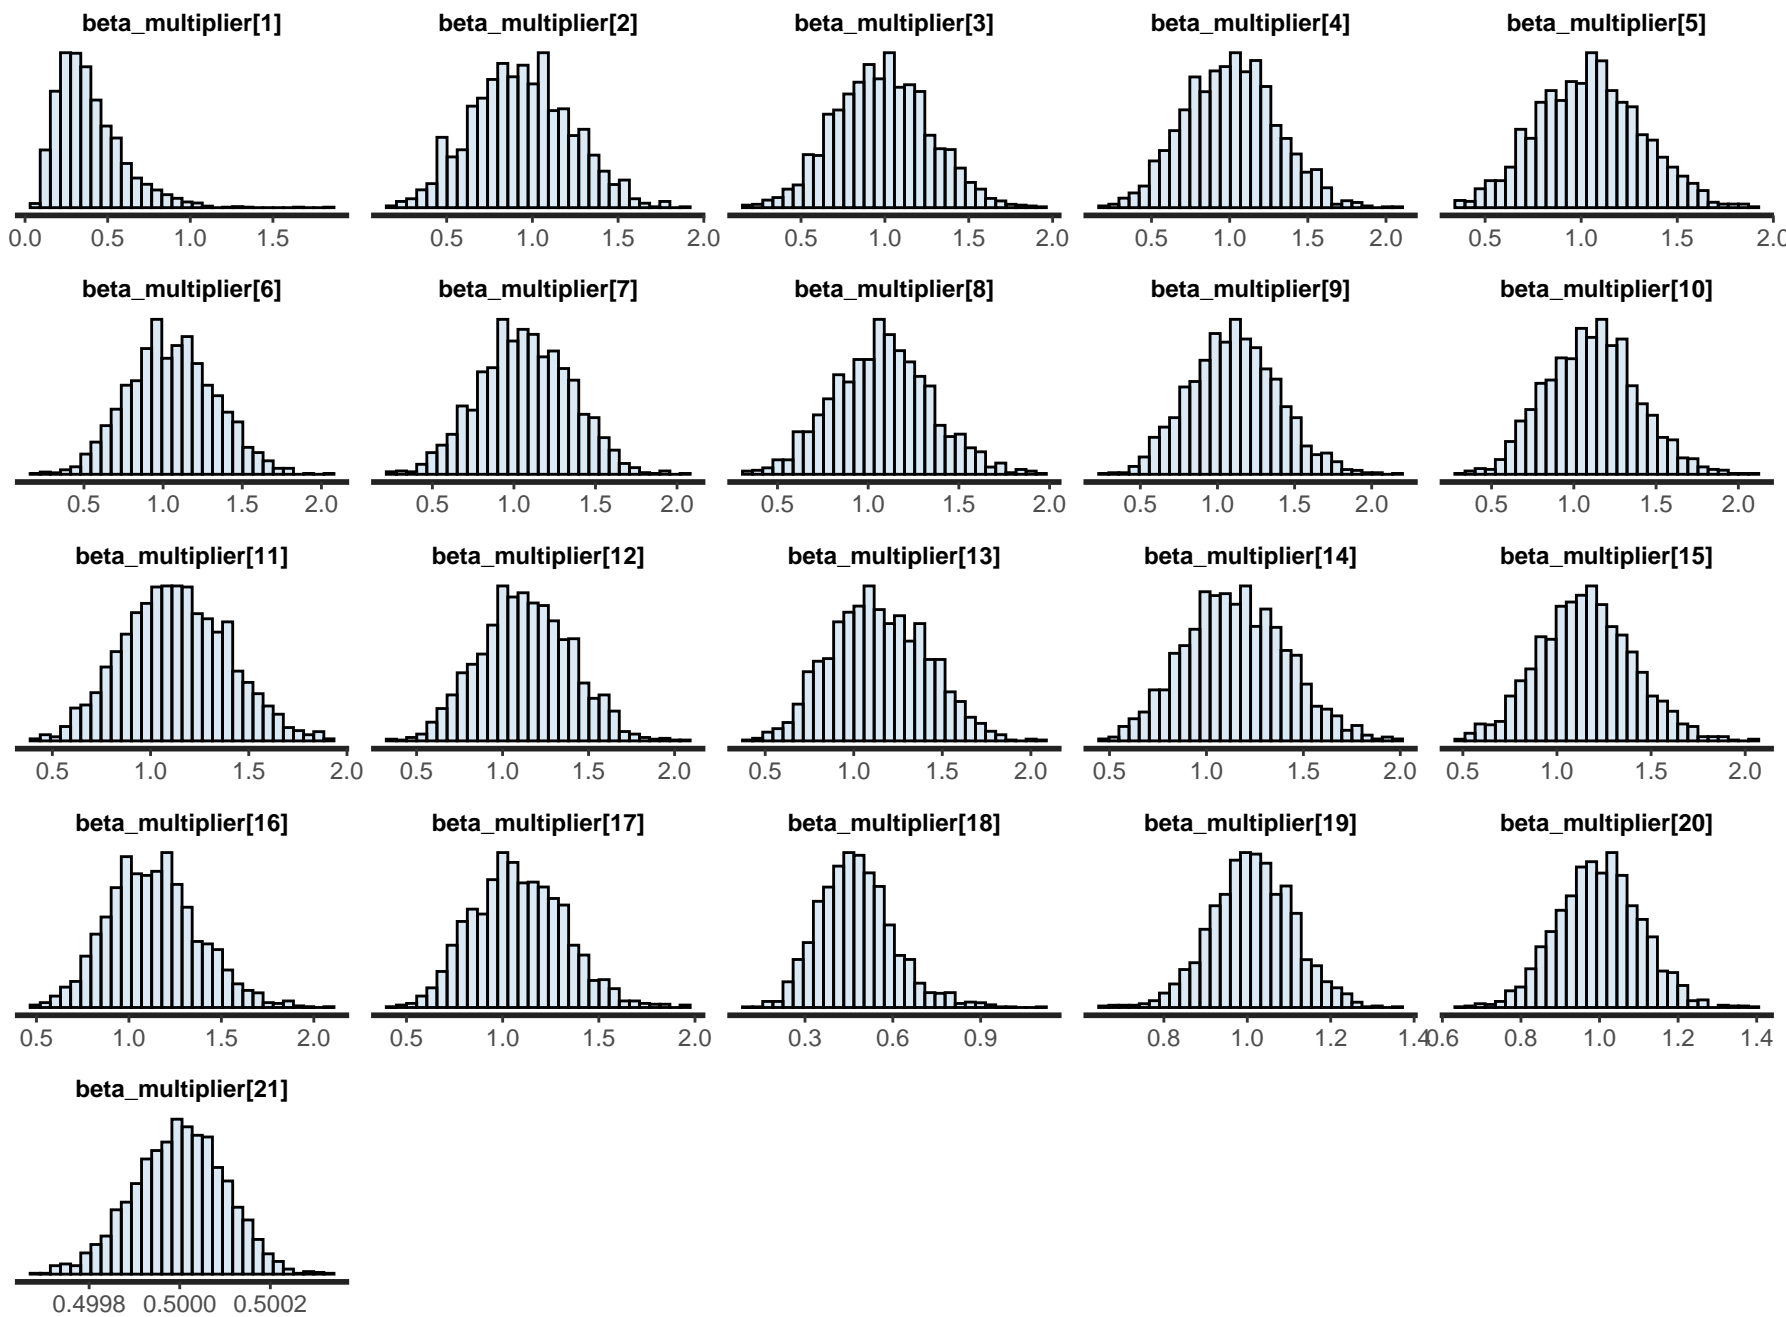 beta_multiplier[1] beta_multiplier[2] beta_multiplier[3] beta_multiplier[4] beta_multiplier[5]
0.0 0.5 1.0 1.5 0.5 1.0 1.5 2.0 0.5 1.0 1.5 2.0 0.5 1.0 1.5 2.0 0.5 1.0 1.5 2.0
beta_multiplier[6] beta_multiplier[7] beta_multiplier[8] beta_multiplier[9] beta_multiplier[10]
0.5 1.0 1.5 2.0 0.5 1.0 1.5 2.0 0.5 1.0 1.5 2.0 0.5 1.0 1.5 2.0 0.5 1.0 1.5 2.0
beta_multiplier[11] beta_multiplier[12] beta_multiplier[13] beta_multiplier[14] beta_multiplier[15]
0.5 1.0 1.5 2.0 0.5 1.0 1.5 2.0 0.5 1.0 1.5 2.0 0.5 1.0 1.5 2.0 0.5 1.0 1.5 2.0
beta_multiplier[16] beta_multiplier[17] beta_multiplier[18] beta_multiplier[19] beta_multiplier[20]
0.5 1.0 1.5 2.0 0.5 1.0 1.5 2.0 0.3 0.6 0.9 0.8 1.0 1.2 1.4 0.6 0.8 1.0 1.2 1.4
beta_multiplier[21]
0.4998 0.5000 0.5002